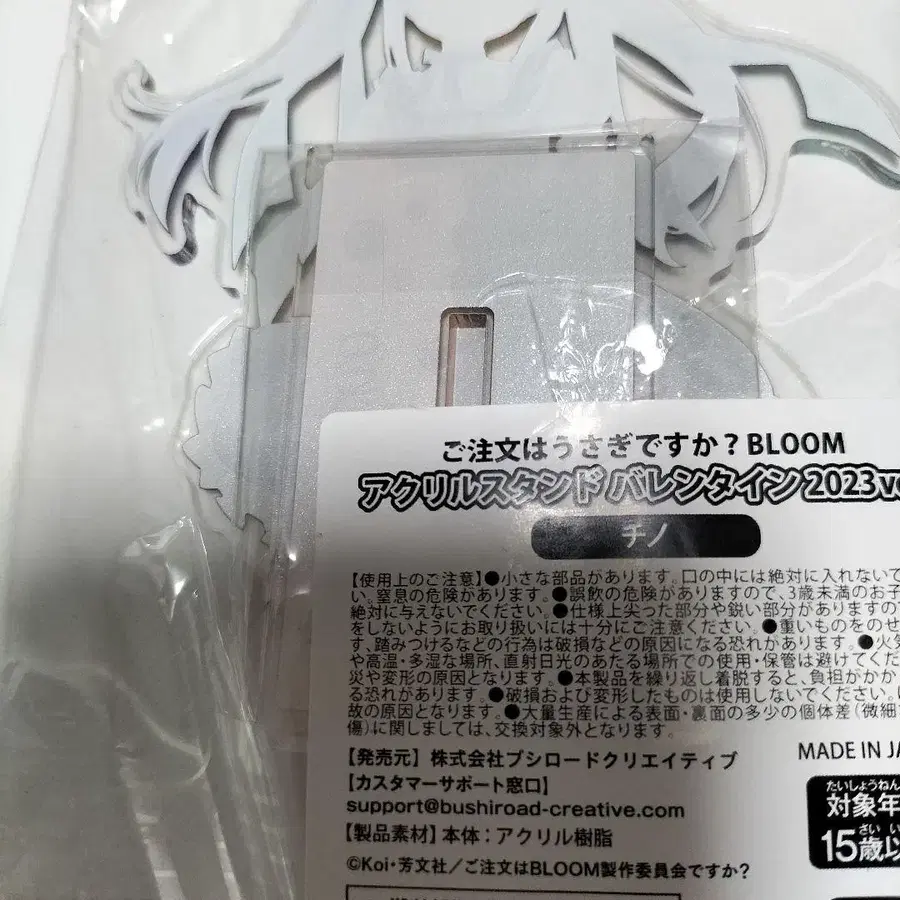 ご注文はうさぎですか？BLOOM
アクリルスタンド バレンタイン 2023 ve
チノ
【使用上のご注意】●小さな部品があります。口の中には絶対に入れないで
い。窒息の危険があります。●誤飲の危険がありますので、3歳未満のお子
絶対に与えないでください。●仕様上尖った部分や鋭い部分がありますので
をしないようにお取り扱いには十分にご注意ください。●重いものをのせ
す、踏みつけるなどの行為は破損などの原因になる恐れがあります。●火気
や高温・多湿な場所、直射日光のあたる場所での使用・保管は避けてくだ
災や変形の原因となります。●本製品を繰り返し着脱すると、負担がかか
る恐れがあります。●破損および変形したものは使用しないでください。
故の原因となります。●大量生産による表面・裏面の多少の個体差（微細
傷）に関しましては、交換対象外となります。
【発売元】株式会社ブシロードクリエイティブ
【カスタマーサポート窓口】
support@bushiroad-creative.com
【製品素材】本体：アクリル樹脂
©Koi・芳文社／ご注文はBLOOM製作委員会ですか？
MADE IN JA
たいしょうねん
対象年
さい い
15歳以